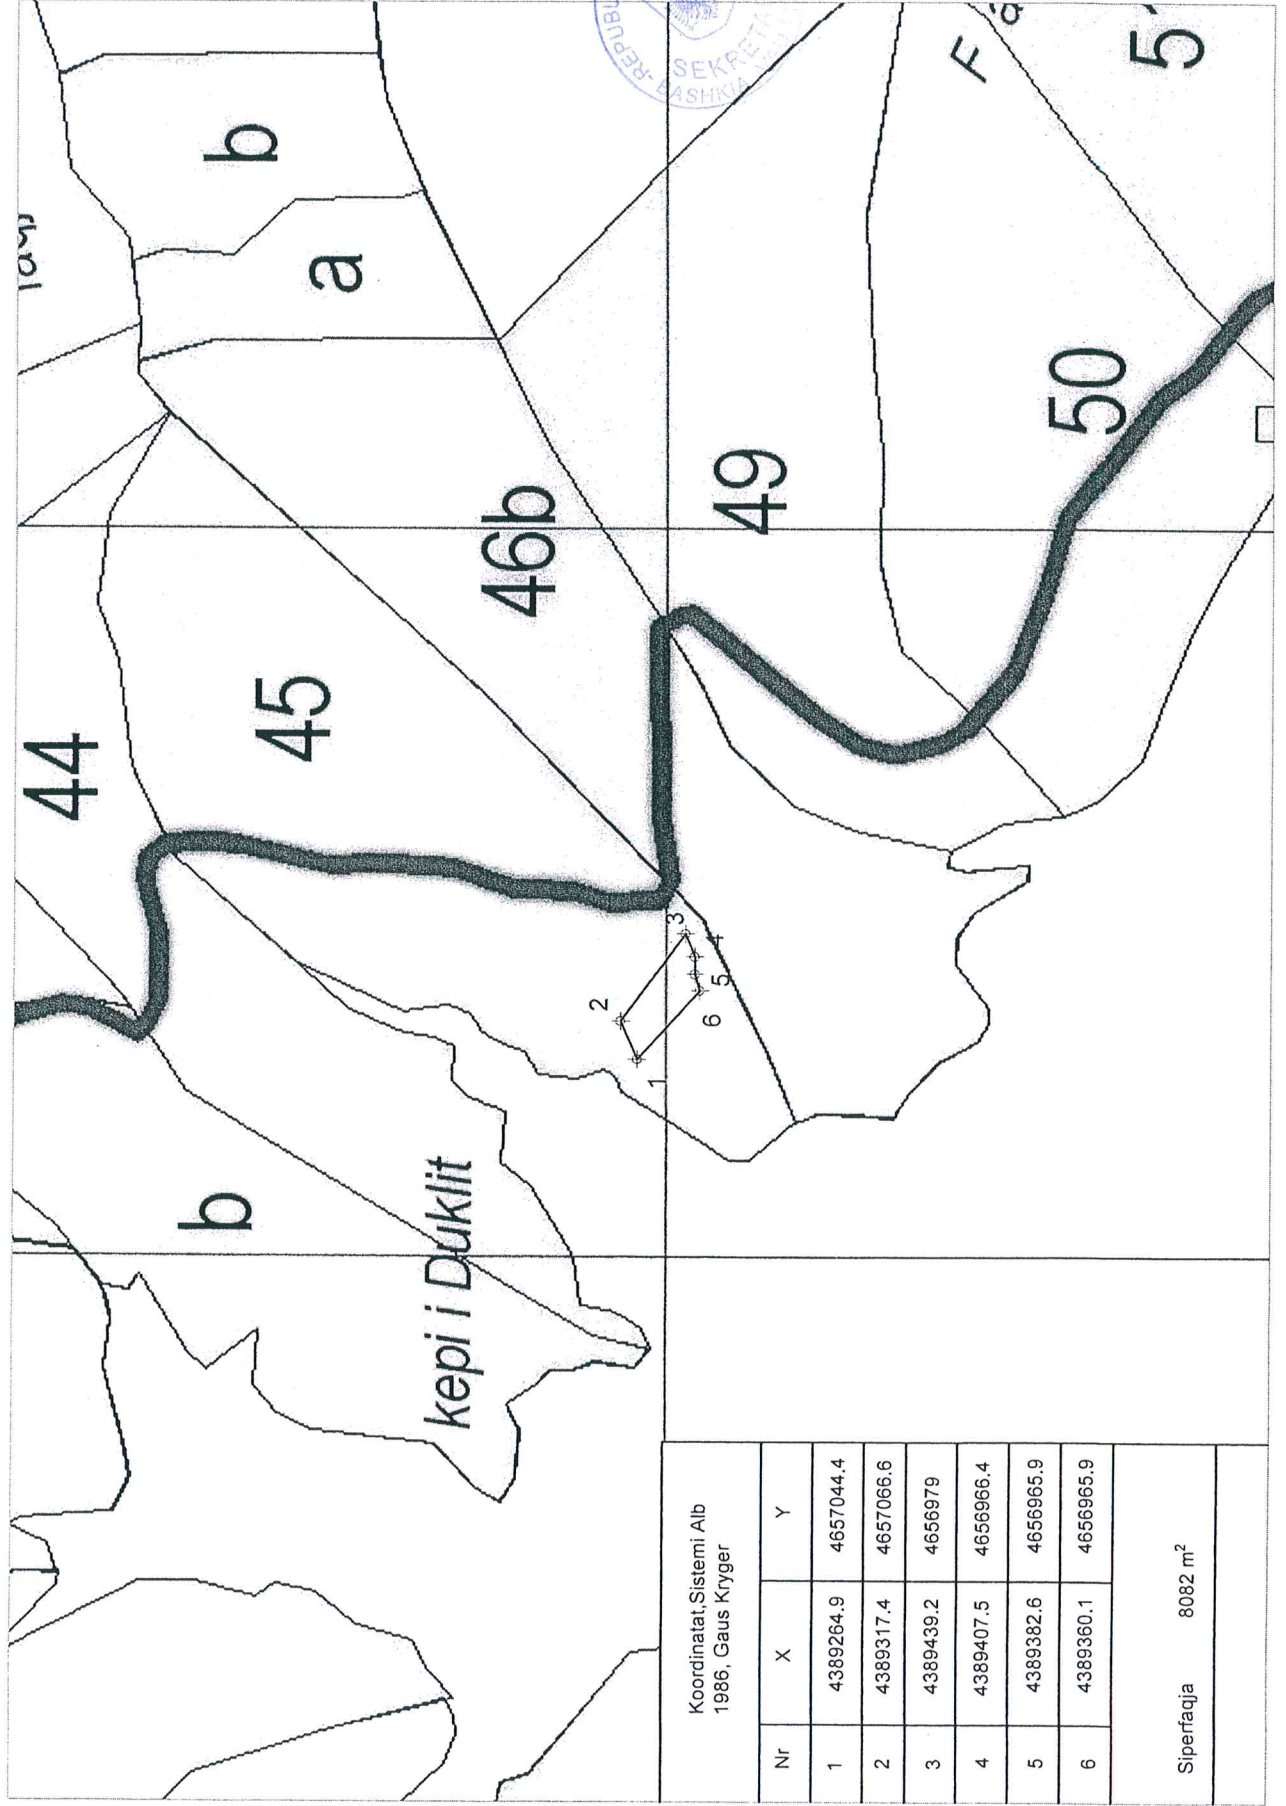 44
45
46b
49
50
b
a
b
kepi i Duklit
1
2
3
4
5
6
REPUBL
SEKRETA
BASHKIA
Koordinatat,Sistemi Alb
1986, Gaus Kryger
Nr X Y
1 4389264.9 4657044.4
2 4389317.4 4657066.6
3 4389439.2 4656979
4 4389407.5 4656966.4
5 4389382.6 4656965.9
6 4389360.1 4656965.9
Siperfaqja 8082 m²